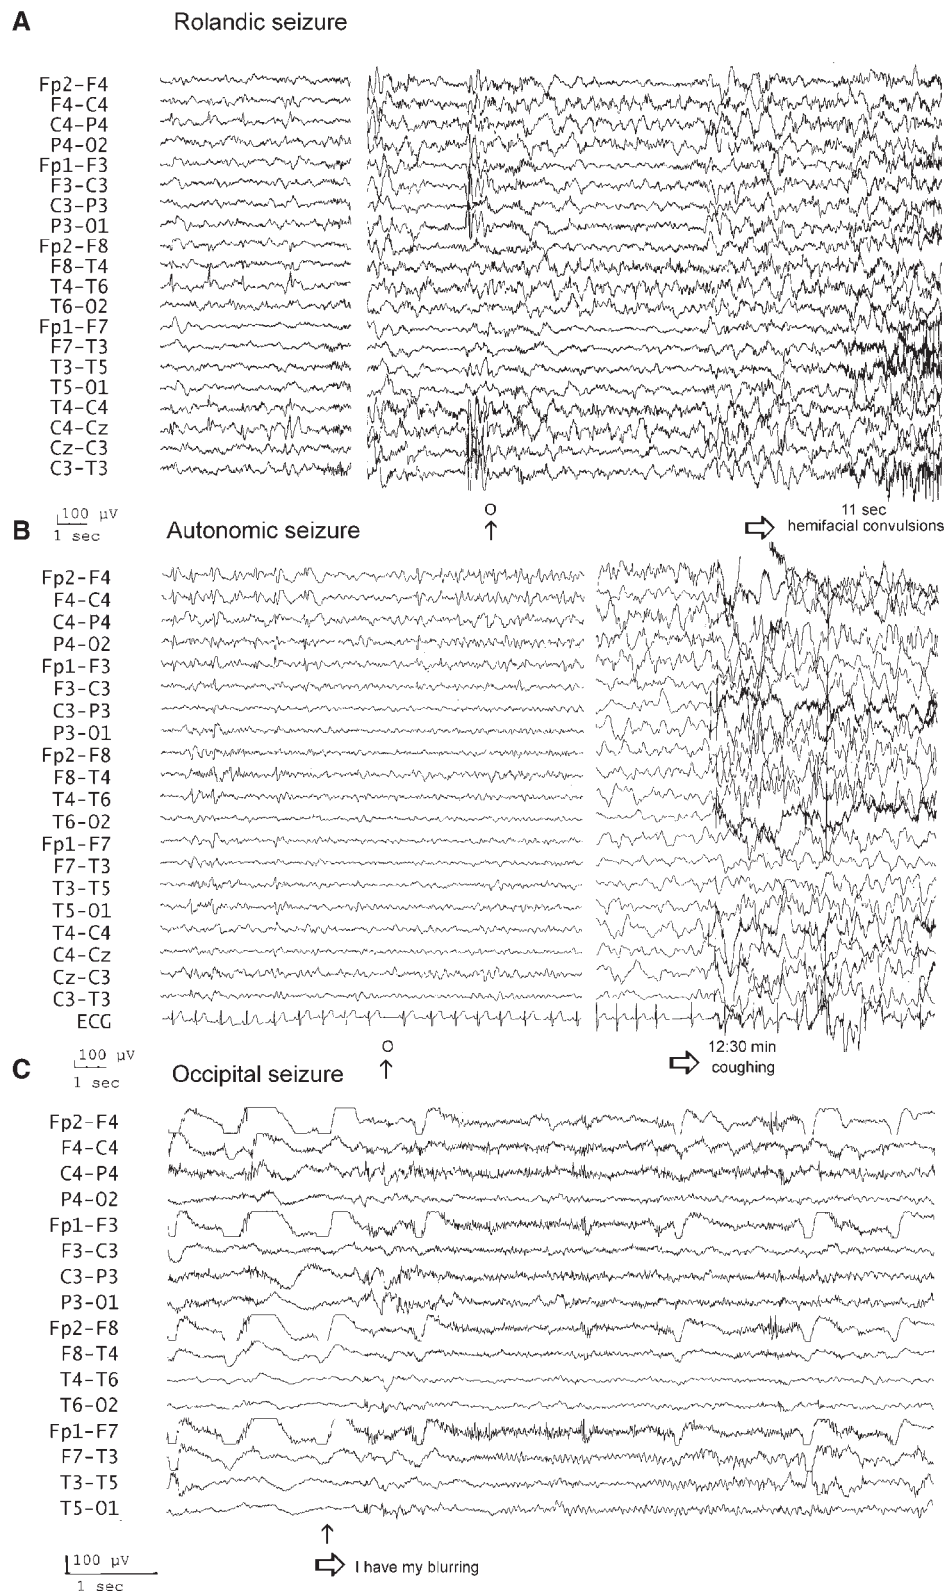 A Rolandic seizure
Fp2-F4
F4-C4
C4-P4
P4-O2
Fp1-F3
F3-C3
C3-P3
P3-O1
Fp2-F8
F8-T4
T4-T6
T6-O2
Fp1-F7
F7-T3
T3-T5
T5-O1
T4-C4
C4-Cz
Cz-C3
C3-T3
100 µV
1 sec
O
11 sec
hemifacial convulsions
B Autonomic seizure
Fp2-F4
F4-C4
C4-P4
P4-O2
Fp1-F3
F3-C3
C3-P3
P3-O1
Fp2-F8
F8-T4
T4-T6
T6-O2
Fp1-F7
F7-T3
T3-T5
T5-O1
T4-C4
C4-Cz
Cz-C3
C3-T3
ECG
100 µV
1 sec
O
12:30 min
coughing
C Occipital seizure
Fp2-F4
F4-C4
C4-P4
P4-O2
Fp1-F3
F3-C3
C3-P3
P3-O1
Fp2-F8
F8-T4
T4-T6
T6-O2
Fp1-F7
F7-T3
T3-T5
T5-O1
I have my blurring
100 µV
1 sec